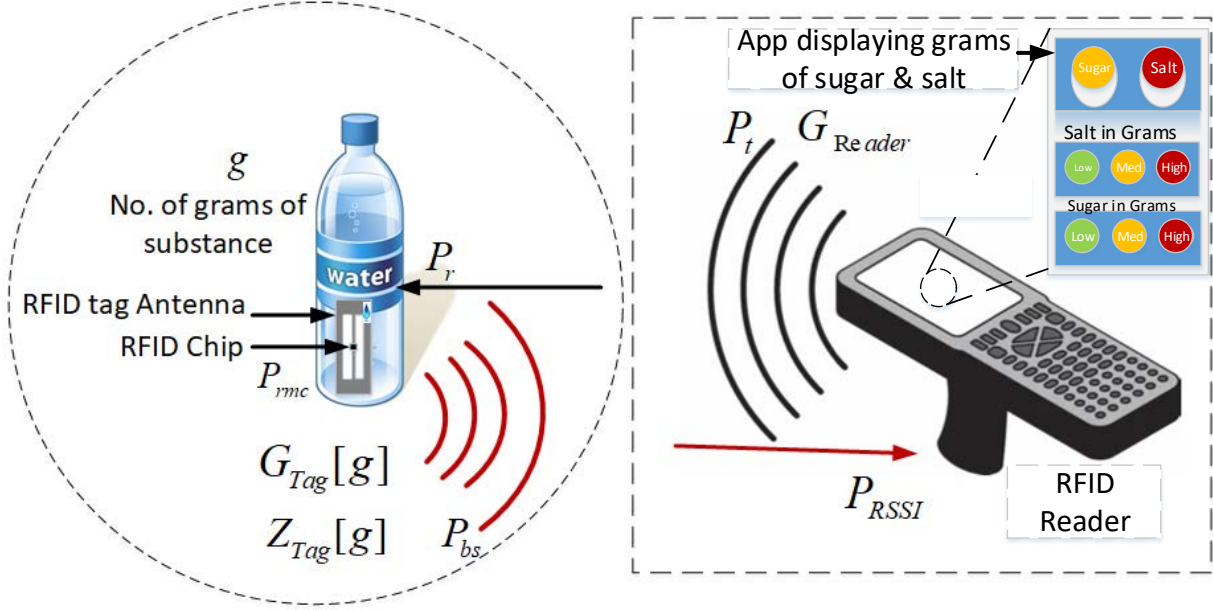 g
No. of grams of
substance
water
P_r
RFID tag Antenna
RFID Chip
P_rmc
G_Tag[g]
Z_Tag[g]
P_bs
App displaying grams
of sugar & salt
Sugar
Salt
Salt in Grams
Low
Med
High
Sugar in Grams
Low
Med
High
P_t
G_Reader
P_RSSI
RFID
Reader